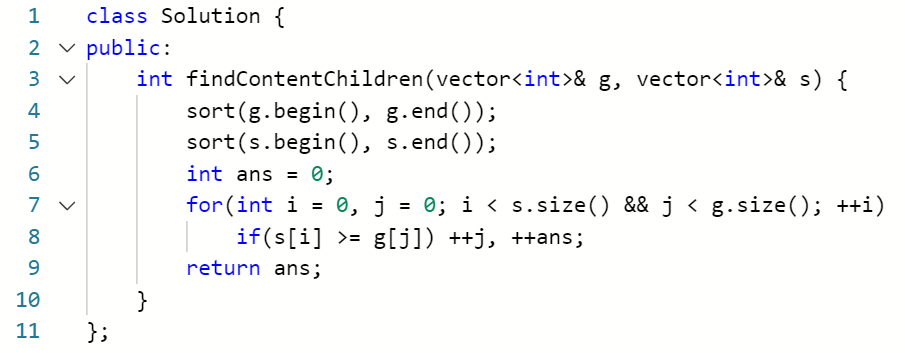 1 class Solution {
2 public:
3     int findContentChildren(vector<int>& g, vector<int>& s) {
4         sort(g.begin(), g.end());
5         sort(s.begin(), s.end());
6         int ans = 0;
7         for(int i = 0, j = 0; i < s.size() && j < g.size(); ++i)
8             if(s[i] >= g[j]) ++j, ++ans;
9         return ans;
10     }
11 };